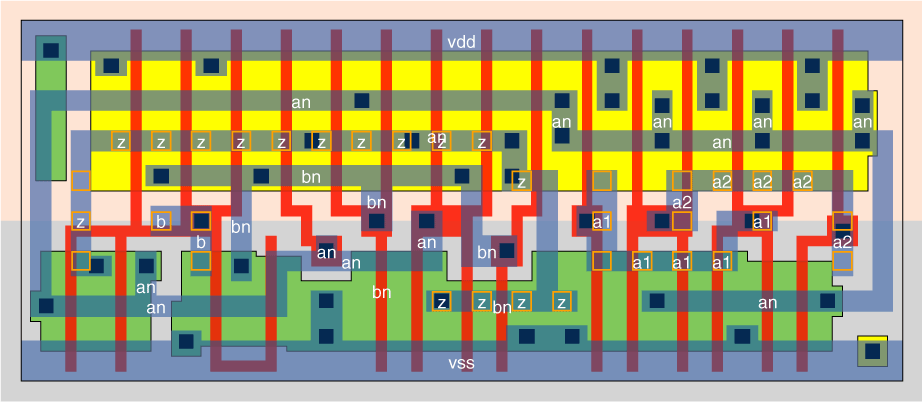 vdd
an
an an an an
z z z z z z z an z z
an
bn
z a2 a2 a2
bn a2
z b bn a1 a1
b an a2
an bn
an a1 a1 a1 a1
an bn
an z z z z an
bn
vss